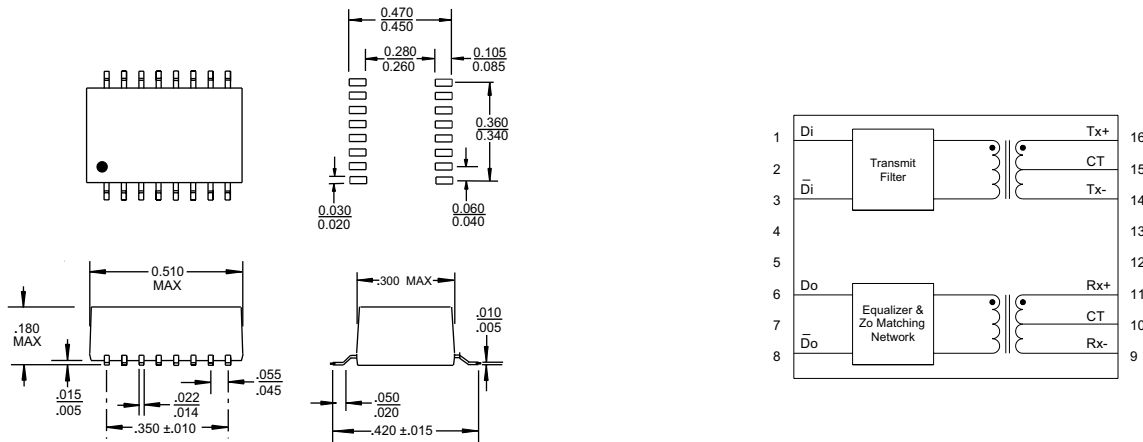 0.470
0.450
0.280
0.260
0.105
0.085
0.360
0.340
0.030
0.020
0.060
0.040
0.510
MAX
.180
MAX
.015
.005
.022
.014
.055
.045
.350 ±.010
.300 MAX
.010
.005
.050
.020
.420 ±.015
1 Di Tx+ 16
Transmit
Filter
2 CT 15
3 D̅i Tx- 14
4 13
5 12
6 Do Rx+ 11
Equalizer &
Zo Matching
Network
7 CT 10
8 D̅o Rx- 9